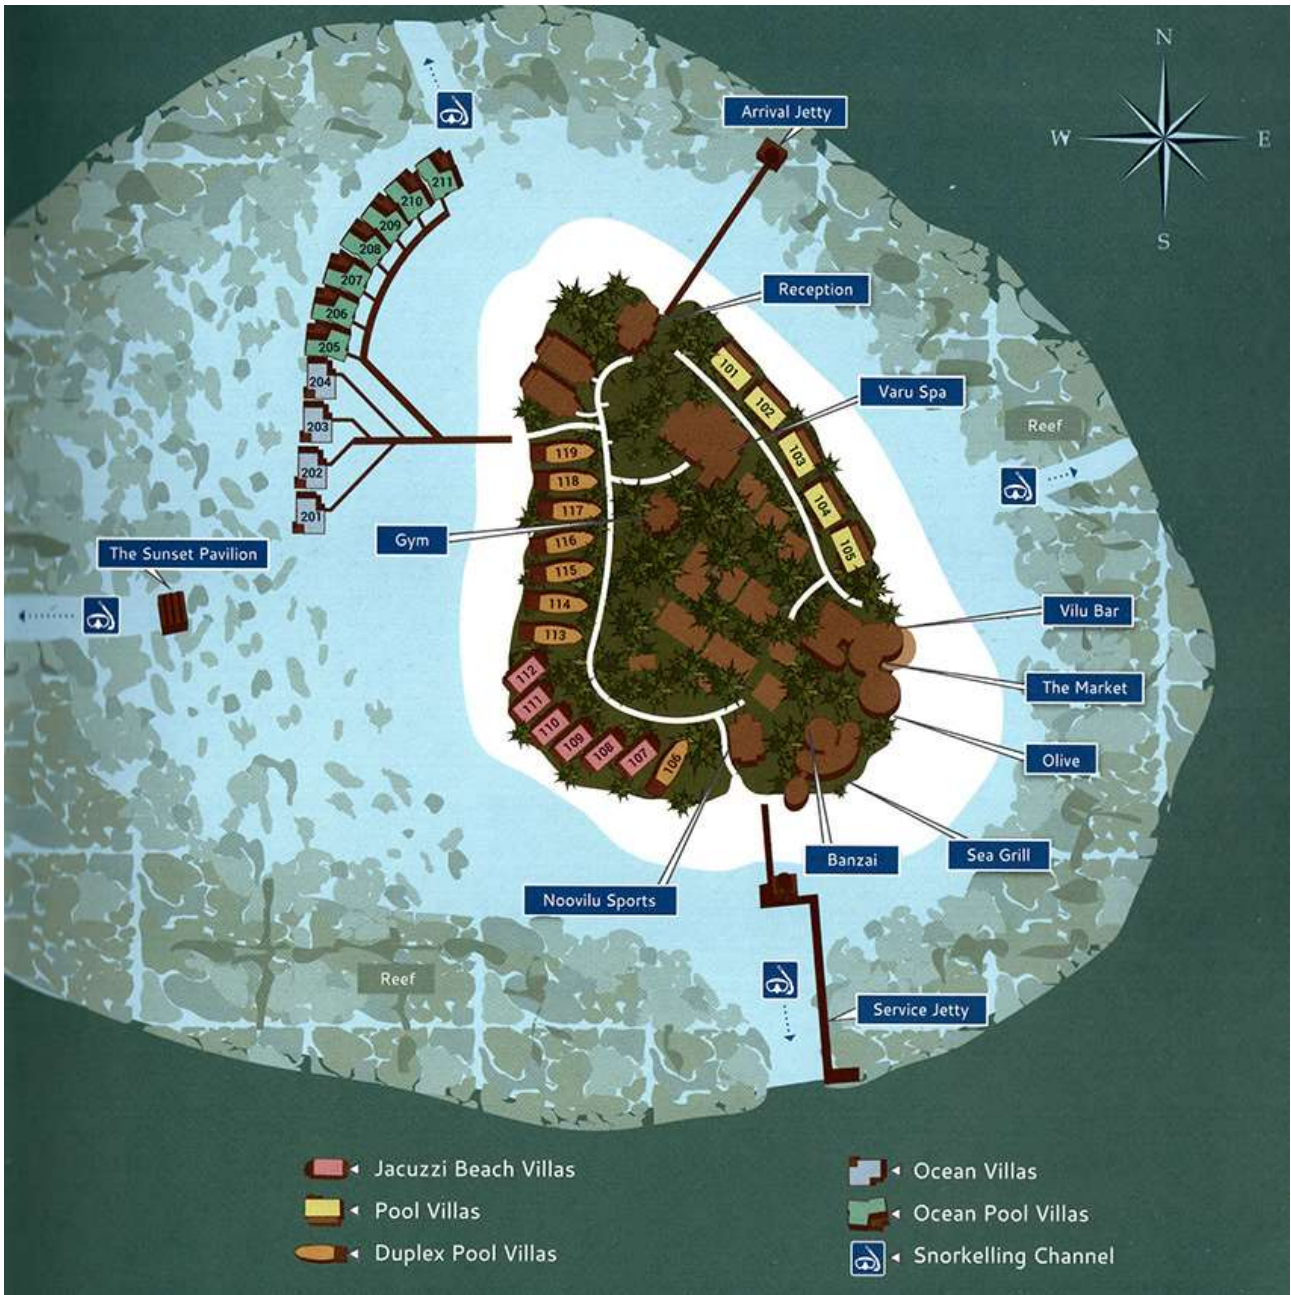 N
Arrival Jetty
W
E
S
211
210
209
208
207
206
205
204
203
202
201
Reception
101
102
103
104
105
Varu Spa
Reef
119
118
117
116
115
114
113
Gym
The Sunset Pavilion
Vilu Bar
The Market
Olive
112
111
110
109
108
107
106
Banzai
Sea Grill
Noovilu Sports
Reef
Service Jetty
Jacuzzi Beach Villas
Pool Villas
Duplex Pool Villas
Ocean Villas
Ocean Pool Villas
Snorkelling Channel